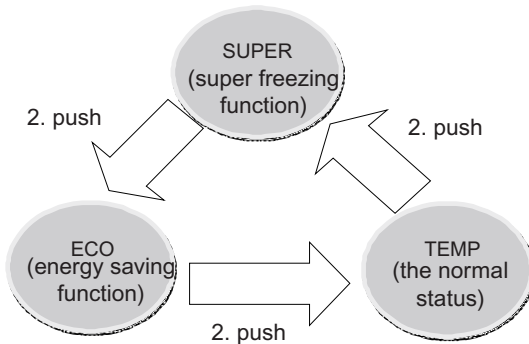 SUPER
(super freezing
function)
2. push
2. push
ECO
(energy saving
function)
TEMP
(the normal
status)
2. push